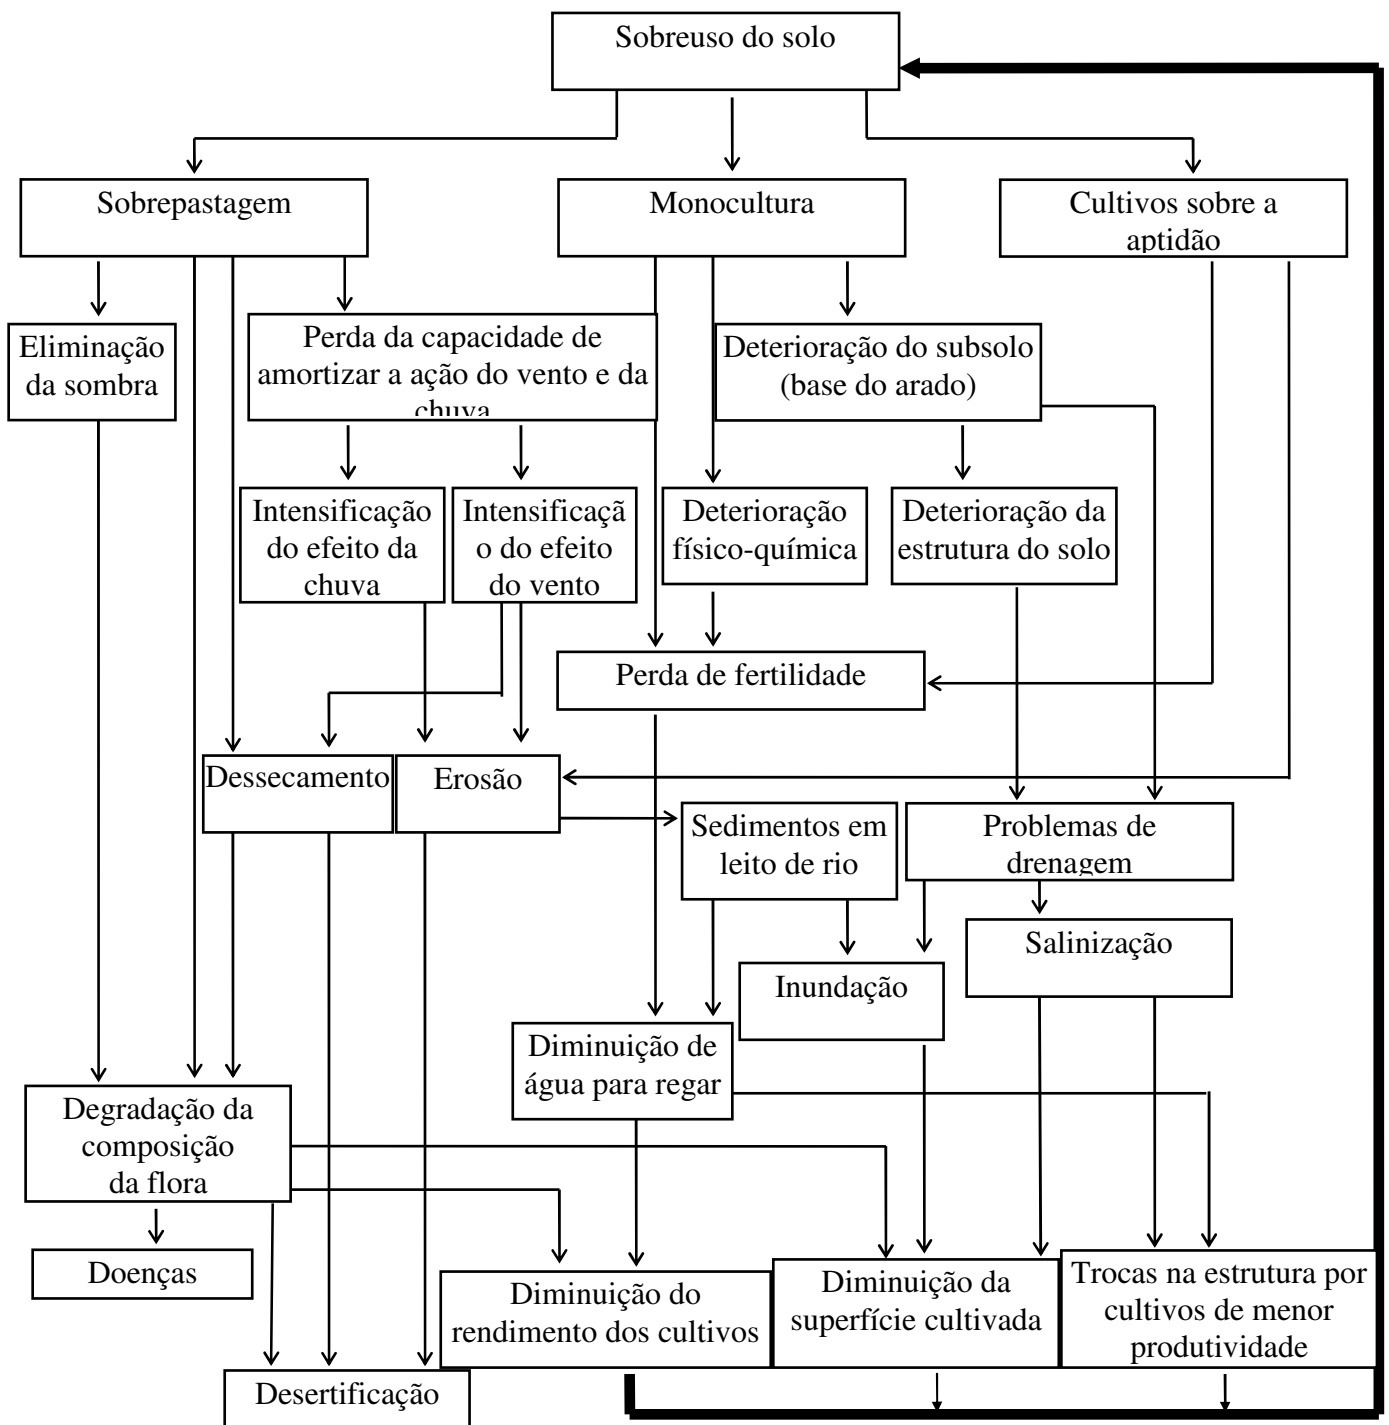 Sobreuso do solo
Sobrepastagem
Monocultura
Cultivos sobre a
aptidão
Eliminação
da sombra
Perda da capacidade de
amortizar a ação do vento e da
chuva
Deterioração do subsolo
(base do arado)
Intensificação
do efeito da
chuva
Intensificaçã
o do efeito
do vento
Deterioração
físico-química
Deterioração da
estrutura do solo
Perda de fertilidade
Dessecamento
Erosão
Sedimentos em
leito de rio
Problemas de
drenagem
Salinização
Inundação
Diminuição de
água para regar
Degradação da
composição
da flora
Doenças
Diminuição do
rendimento dos cultivos
Diminuição da
superfície cultivada
Trocas na estrutura por
cultivos de menor
produtividade
Desertificação